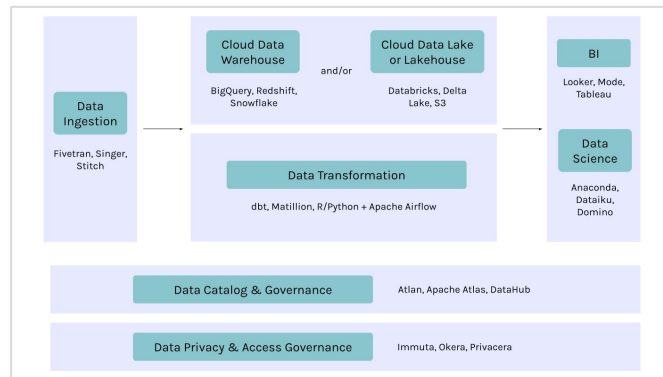 Data
Ingestion
Fivetran, Singer,
Stitch
Cloud Data
Warehouse
BigQuery, Redshift,
Snowflake
and/or
Cloud Data Lake
or Lakehouse
Databricks, Delta
Lake, S3
Data Transformation
dbt, Matillion, R/Python + Apache Airflow
BI
Looker, Mode,
Tableau
Data
Science
Anaconda,
Dataiku,
Domino
Data Catalog & Governance
Atlan, Apache Atlas, DataHub
Data Privacy & Access Governance
Immuta, Okera, Privacera